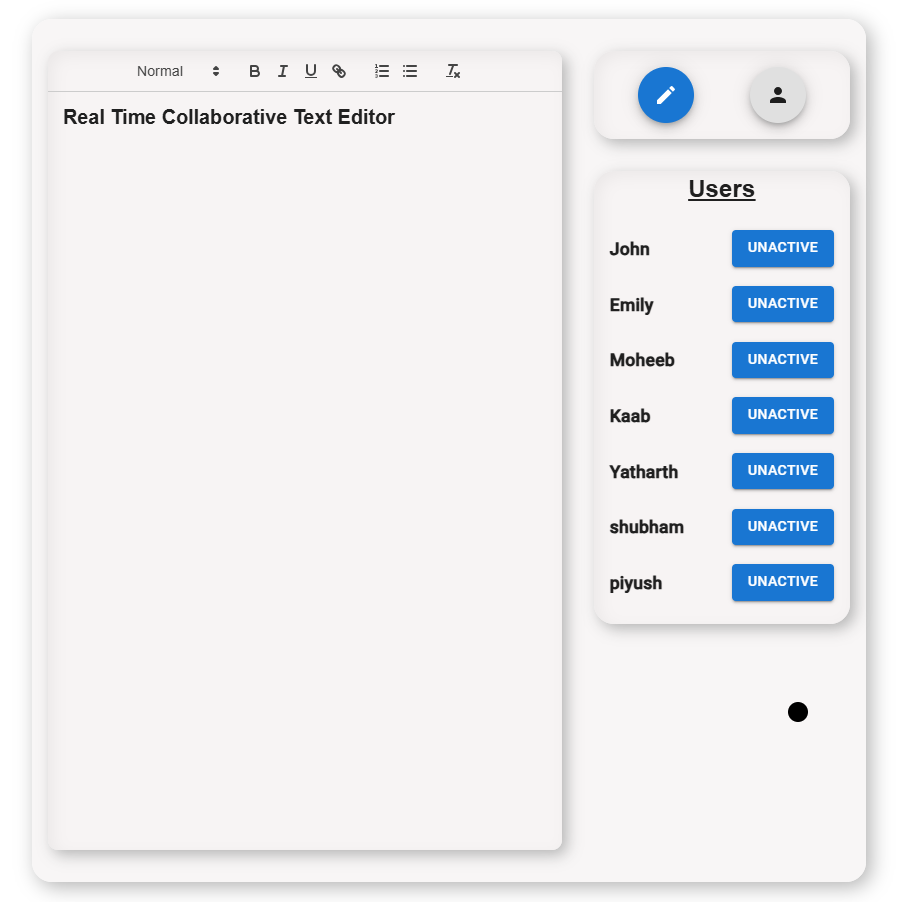 Normal
Real Time Collaborative Text Editor
Users
John UNACTIVE
Emily UNACTIVE
Moheeb UNACTIVE
Kaab UNACTIVE
Yatharth UNACTIVE
shubham UNACTIVE
piyush UNACTIVE